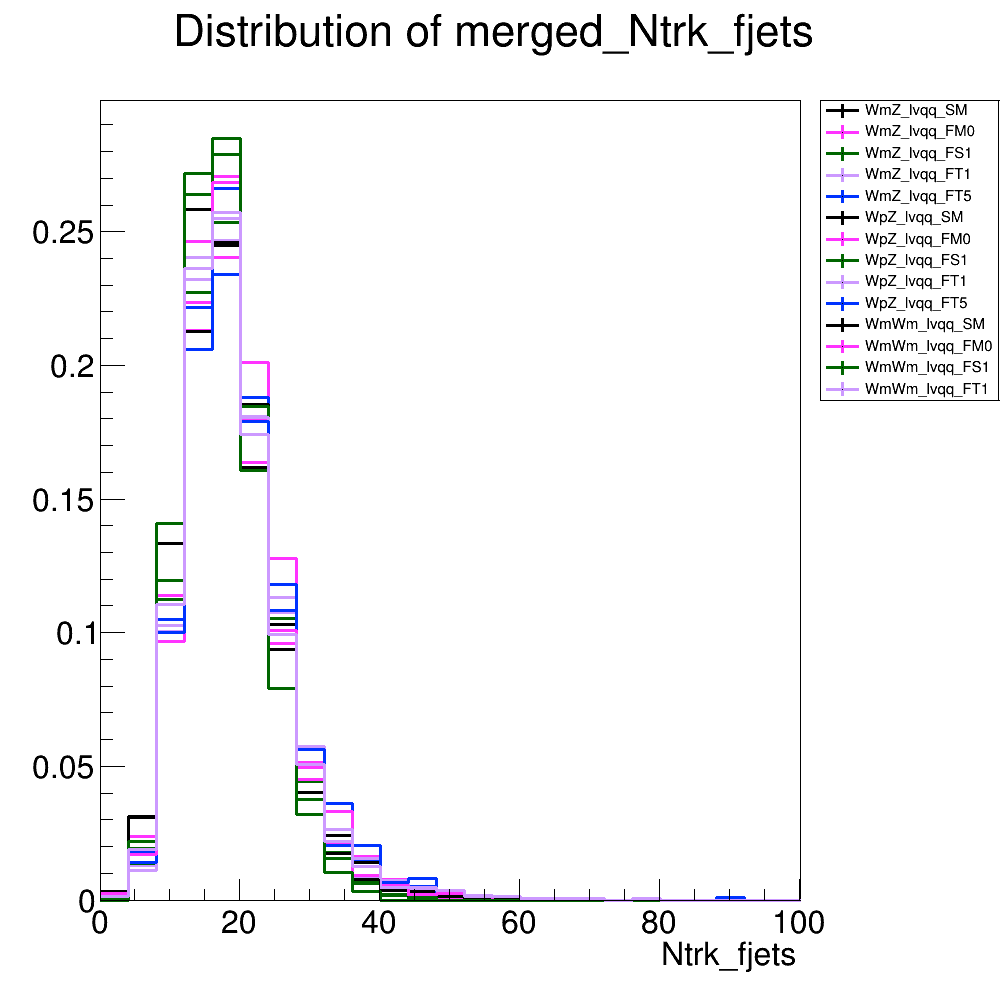 Distribution of merged_Ntrk_fjets
WmZ_lvqq_SM
WmZ_lvqq_FM0
WmZ_lvqq_FS1
WmZ_lvqq_FT1
WmZ_lvqq_FT5
WpZ_lvqq_SM
WpZ_lvqq_FM0
WpZ_lvqq_FS1
WpZ_lvqq_FT1
WpZ_lvqq_FT5
WmWm_lvqq_SM
WmWm_lvqq_FM0
WmWm_lvqq_FS1
WmWm_lvqq_FT1
0.25
0.2
0.15
0.1
0.05
0
0 20 40 60 80 100
Ntrk_fjets